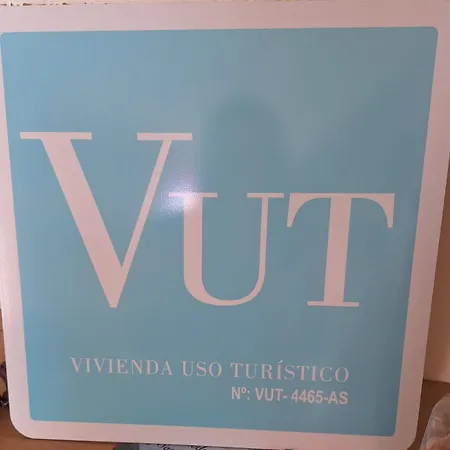 VUT
VIVIENDA USO TURÍSTICO
Nº: VUT- 4465-AS